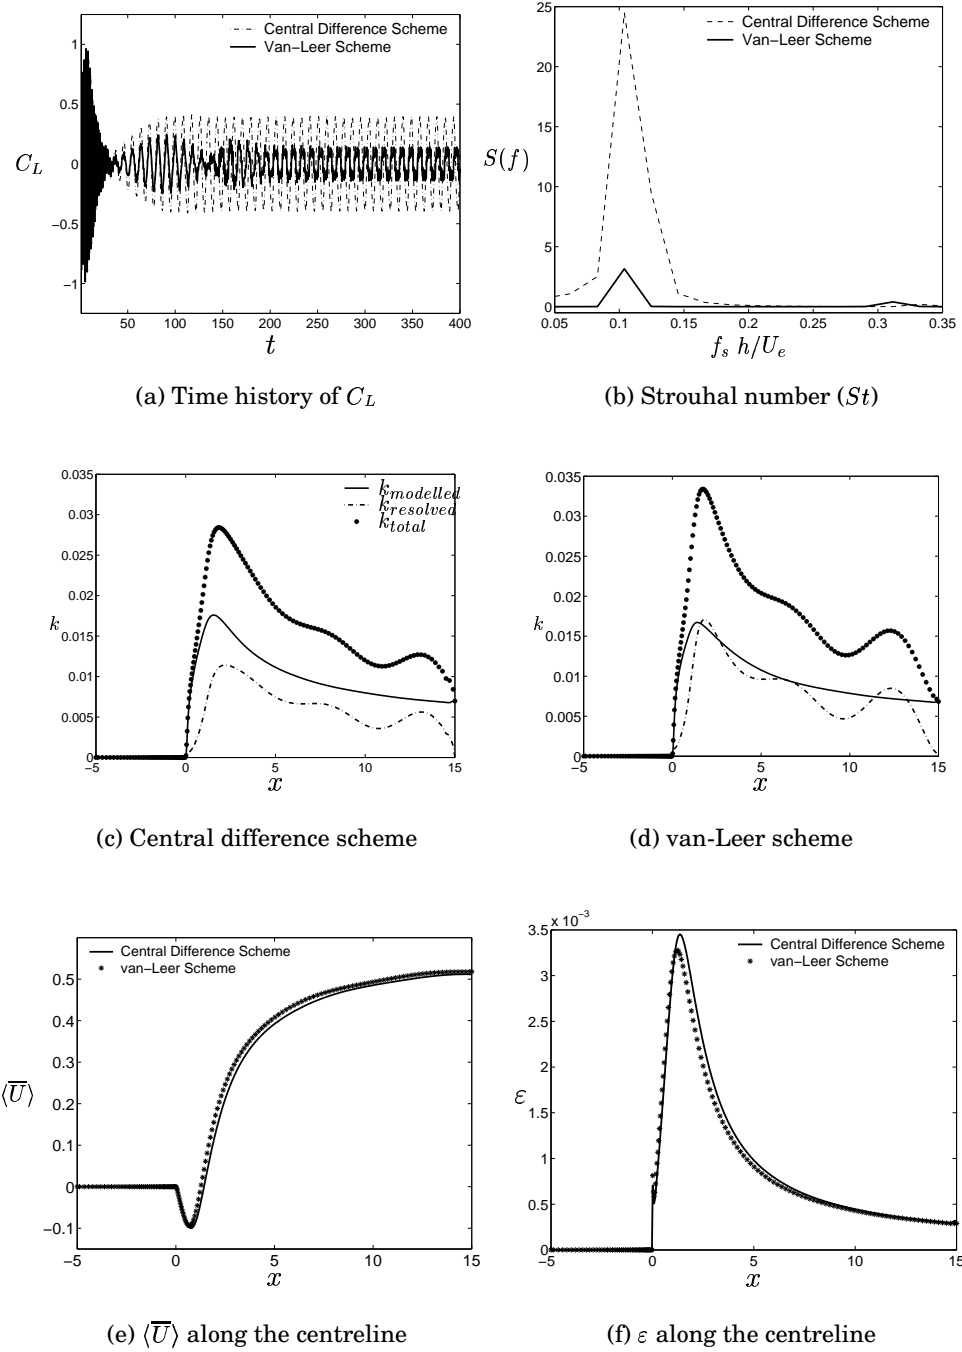 Central Difference Scheme
Van-Leer Scheme
1
0.5
0
-0.5
-1
C_L
50 100 150 200 250 300 350 400
t
(a) Time history of C_L
Central Difference Scheme
Van-Leer Scheme
25
20
15
10
5
0
S(f)
0.05 0.1 0.15 0.2 0.25 0.3 0.35
f_s h/U_e
(b) Strouhal number (St)
0.035
0.03
0.025
0.02
0.015
0.01
0.005
0
k
k_modelled
k_resolved
k_total
-5 0 5 10 15
x
(c) Central difference scheme
0.035
0.03
0.025
0.02
0.015
0.01
0.005
0
k
-5 0 5 10 15
x
(d) van-Leer scheme
Central Difference Scheme
van-Leer Scheme
0.5
0.4
0.3
0.2
0.1
0
-0.1
⟨U̅⟩
-5 0 5 10 15
x
(e) ⟨U̅⟩ along the centreline
x 10⁻³
Central Difference Scheme
van-Leer Scheme
3.5
3
2.5
2
1.5
1
0.5
0
ε
-5 0 5 10 15
x
(f) ε along the centreline